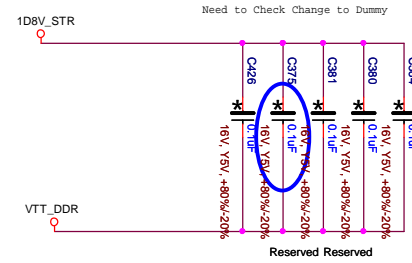 Need to Check Change to Dummy
1D8V_STR
C426
C375
C381
C380
*
*
*
*
0.1uF
0.1uF
0.1uF
0.1uF
16V, Y5V, +80%/-20%
16V, Y5V, +80%/-20%
16V, Y5V, +80%/-20%
16V, Y5V, +80%/-20%
16V, Y5V, +80%/-20%
VTT_DDR
Reserved Reserved